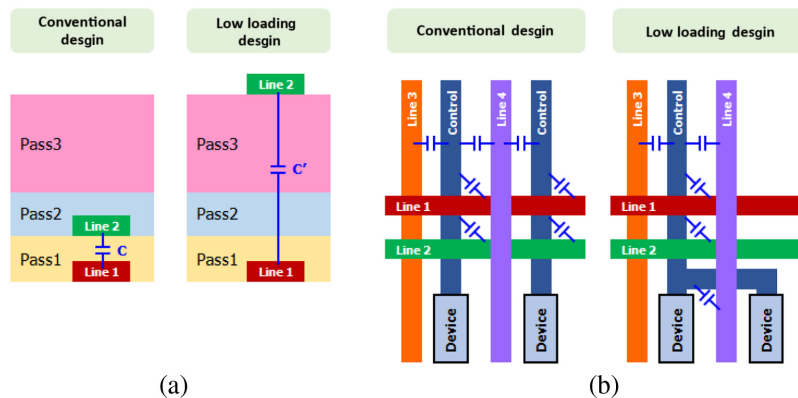 Conventional
desgin
Low loading
desgin
Line 2
Pass3
Pass3
C'
Pass2
Line 2
Pass2
C
Pass1
Line 1
Pass1
Line 1
(a)
Conventional desgin
Low loading desgin
Line 3
Control
Line 4
Control
Line 3
Control
Line 4
Line 1
Line 1
Line 2
Line 2
Device
Device
Device
Device
(b)